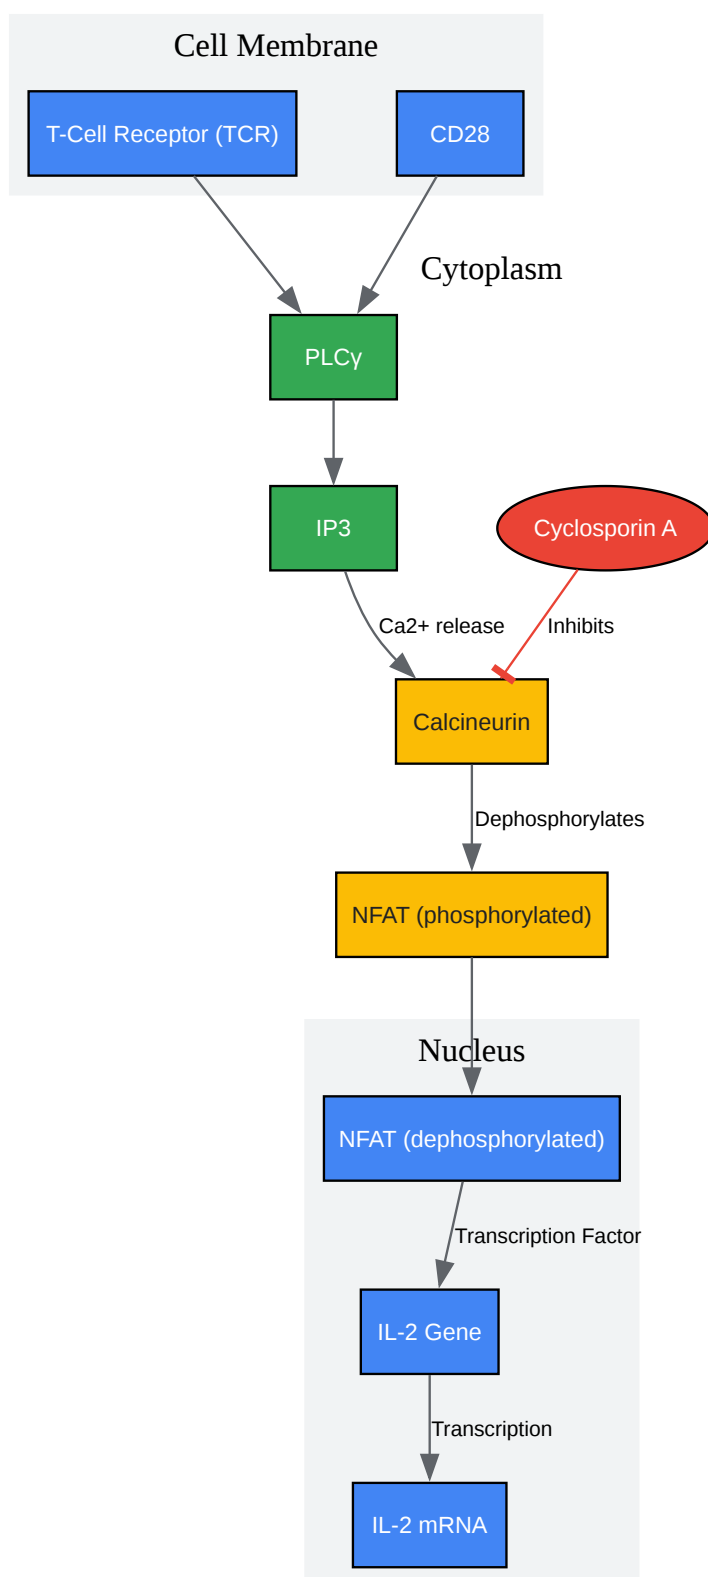 Cell Membrane
T-Cell Receptor (TCR)
CD28
Cytoplasm
PLCγ
IP3
Cyclosporin A
Ca2+ release
Inhibits
Calcineurin
Dephosphorylates
NFAT (phosphorylated)
Nucleus
NFAT (dephosphorylated)
Transcription Factor
IL-2 Gene
Transcription
IL-2 mRNA